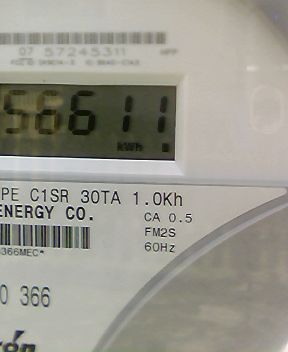 07 57245311
56611
kWh
PE C1SR 30TA 1.0Kh
ENERGY CO.
CA 0.5
FM2S
60Hz
366MEC*
0 366
rón